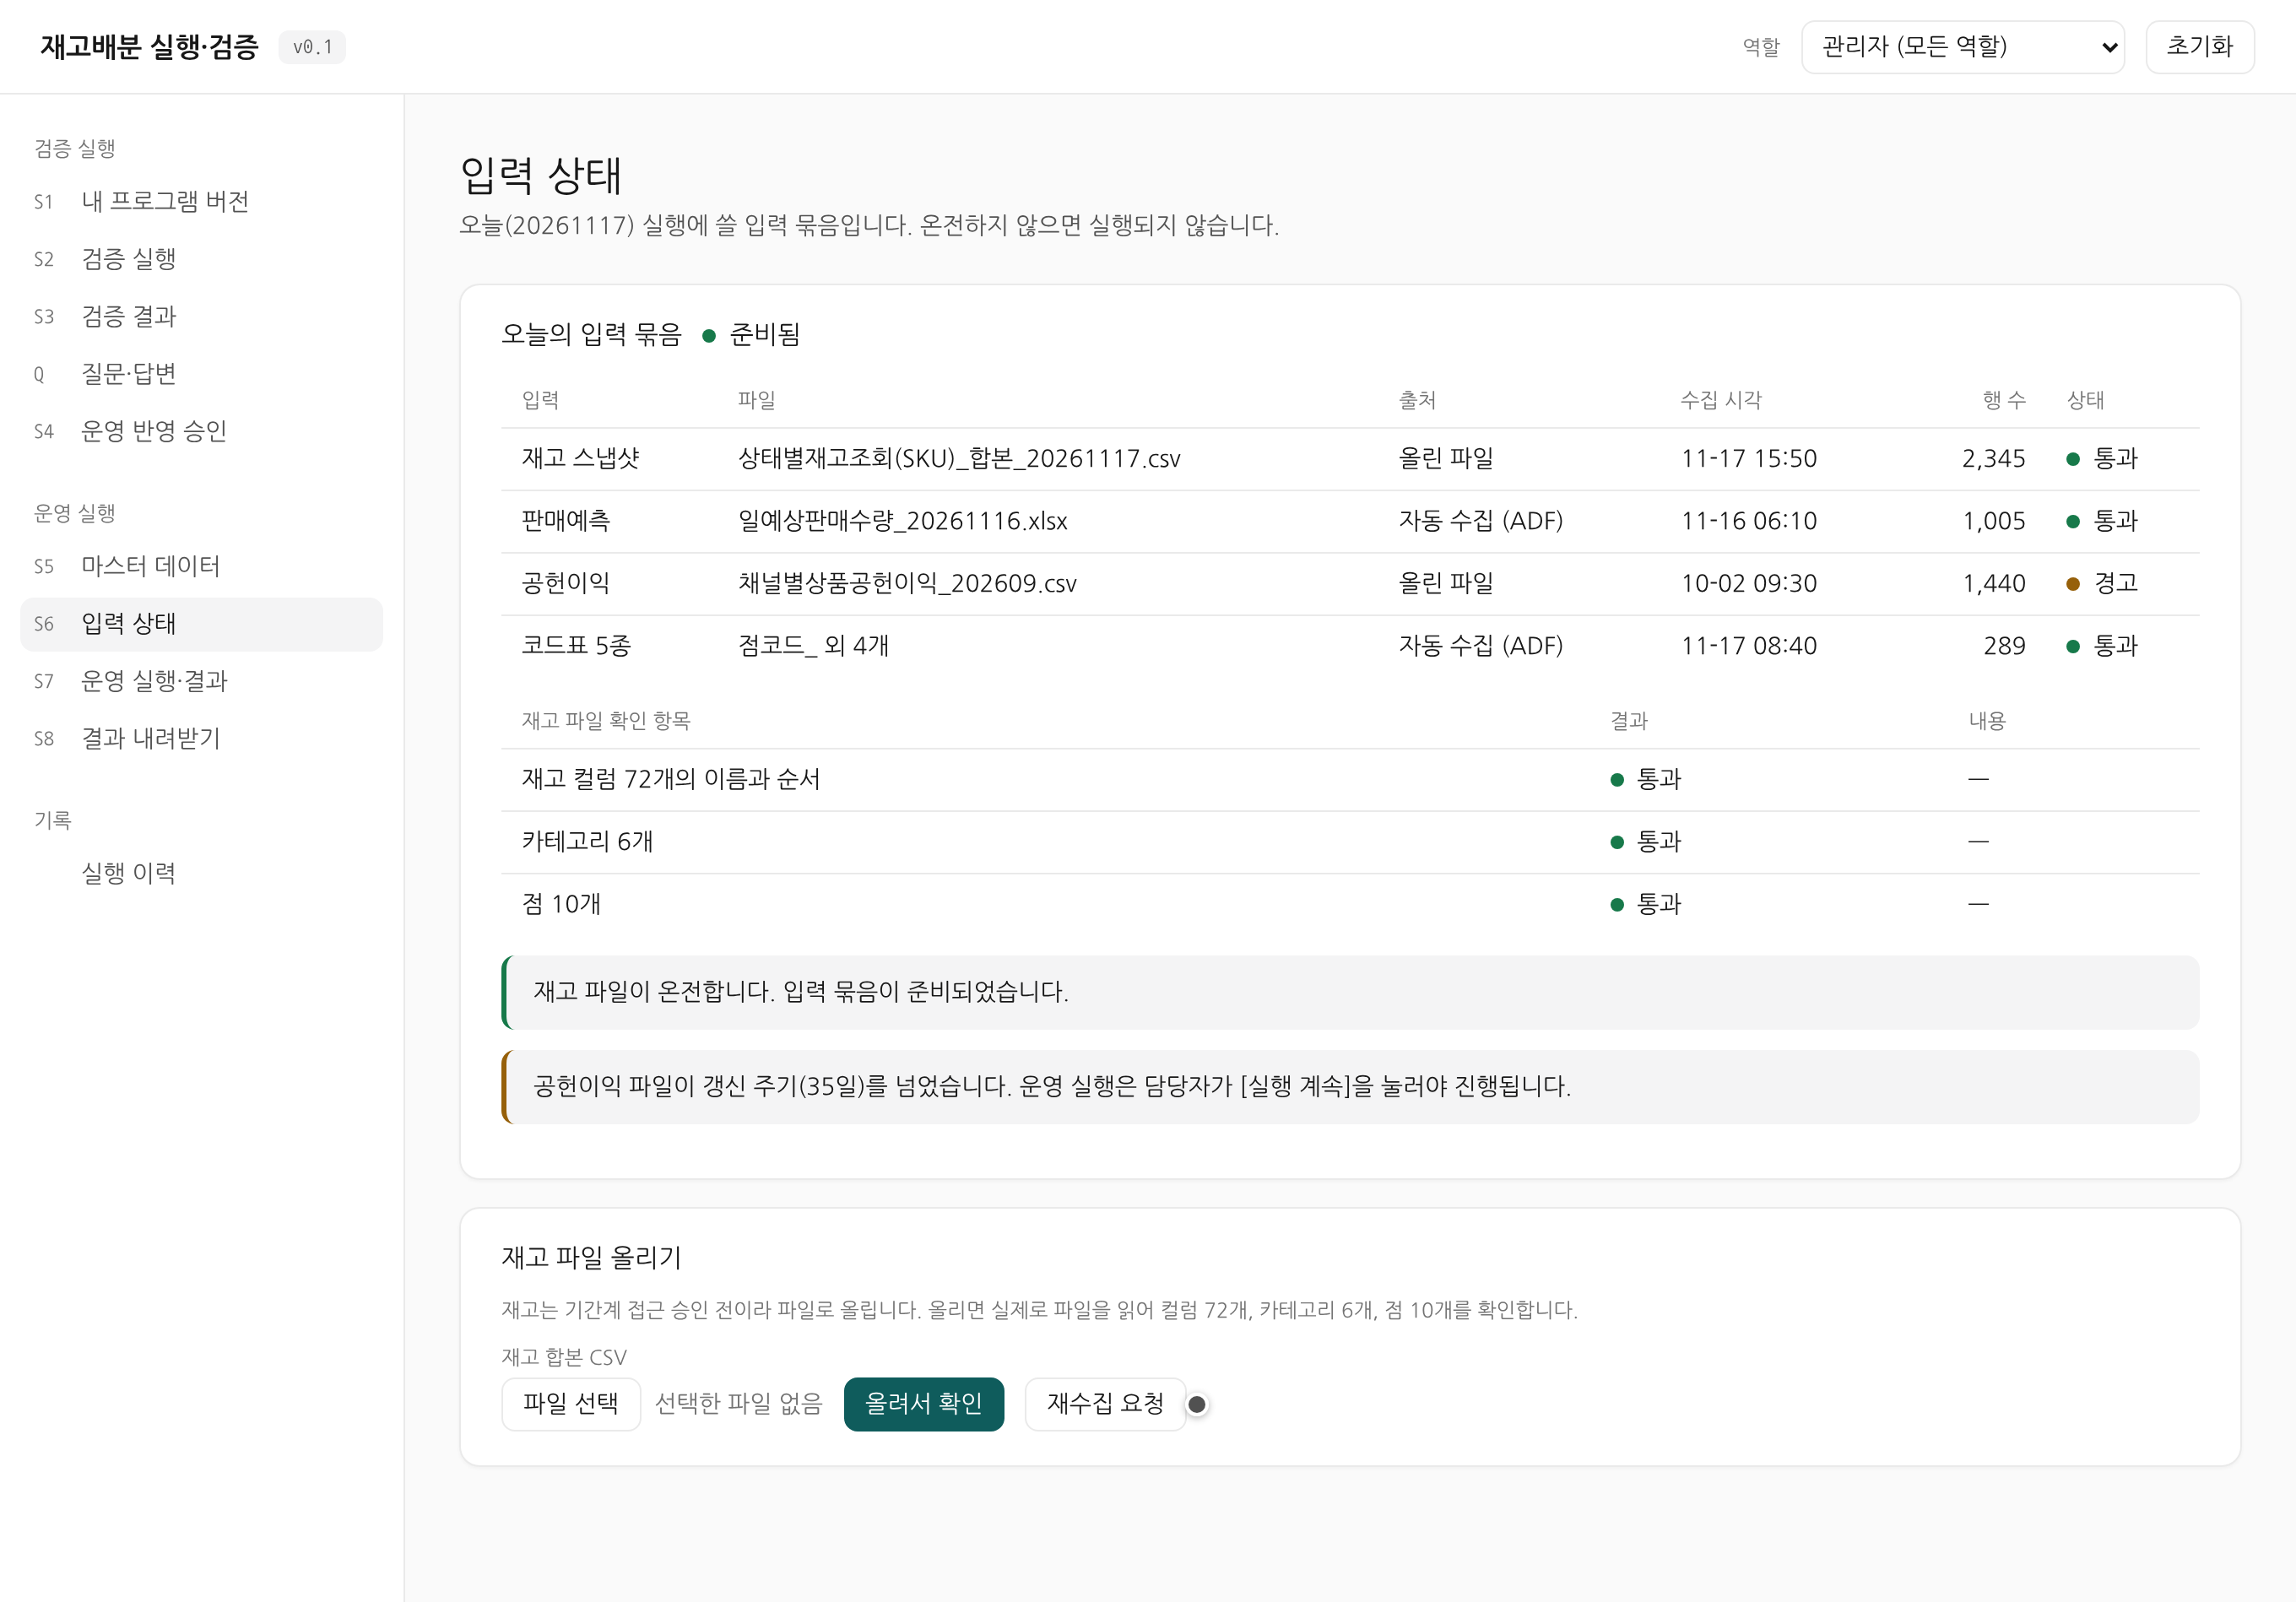 재고배분 실행·검증 v0.1 역할 관리자 (모든 역할) 초기화
검증 실행
S1 내 프로그램 버전
S2 검증 실행
S3 검증 결과
Q 질문·답변
S4 운영 반영 승인
운영 실행
S5 마스터 데이터
S6 입력 상태
S7 운영 실행·결과
S8 결과 내려받기
기록
실행 이력
입력 상태
오늘(20261117) 실행에 쓸 입력 묶음입니다. 온전하지 않으면 실행되지 않습니다.
오늘의 입력 묶음 준비됨
입력 파일 출처 수집 시각 행 수 상태
재고 스냅샷 상태별재고조회(SKU)_합본_20261117.csv 올린 파일 11-17 15:50 2,345 통과
판매예측 일예상판매수량_20261116.xlsx 자동 수집 (ADF) 11-16 06:10 1,005 통과
공헌이익 채널별상품공헌이익_202609.csv 올린 파일 10-02 09:30 1,440 경고
코드표 5종 점코드_ 외 4개 자동 수집 (ADF) 11-17 08:40 289 통과
재고 파일 확인 항목 결과 내용
재고 컬럼 72개의 이름과 순서 통과 —
카테고리 6개 통과 —
점 10개 통과 —
재고 파일이 온전합니다. 입력 묶음이 준비되었습니다.
공헌이익 파일이 갱신 주기(35일)를 넘었습니다. 운영 실행은 담당자가 [실행 계속]을 눌러야 진행됩니다.
재고 파일 올리기
재고는 기간계 접근 승인 전이라 파일로 올립니다. 올리면 실제로 파일을 읽어 컬럼 72개, 카테고리 6개, 점 10개를 확인합니다.
재고 합본 CSV
파일 선택 선택한 파일 없음 올려서 확인 재수집 요청